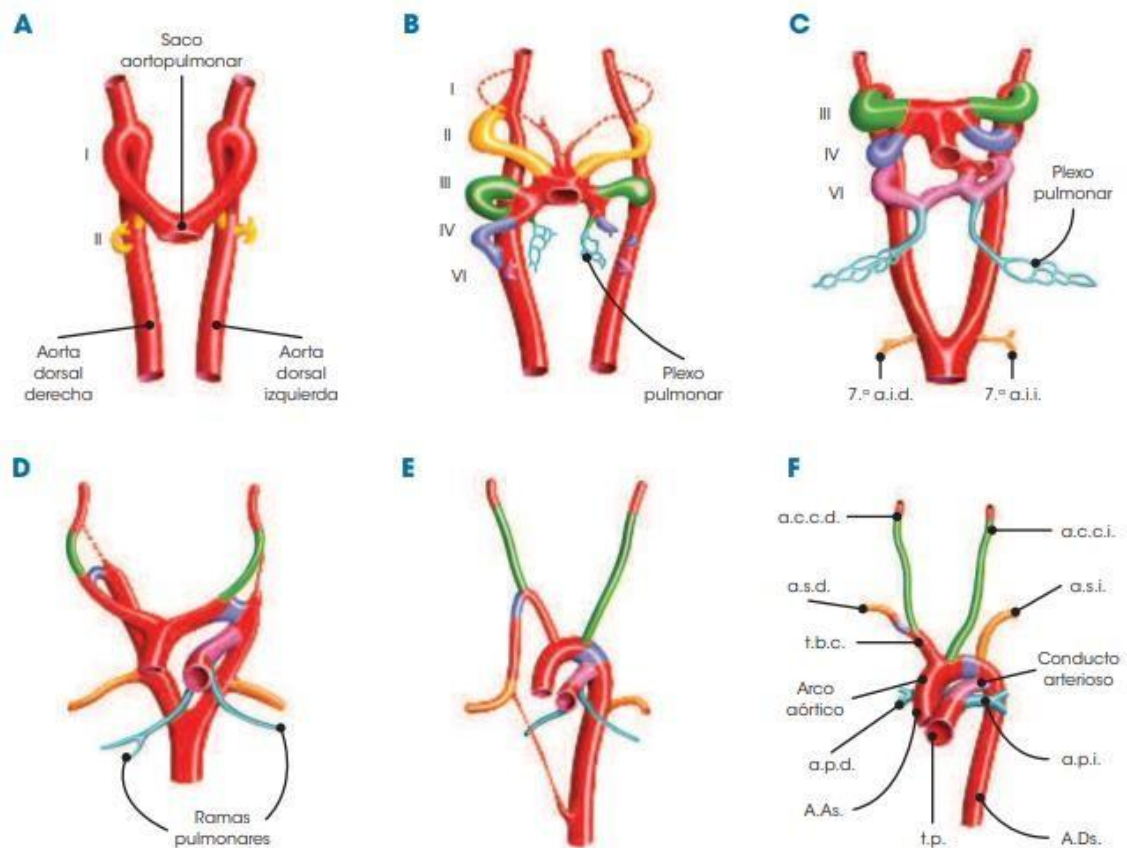 A
Saco
aortopulmonar
I
II
Aorta
dorsal
derecha
Aorta
dorsal
izquierda
B
I
II
III
IV
VI
Plexo
pulmonar
C
III
IV
VI
Plexo
pulmonar
7.ª a.i.d.
7.ª a.i.i.
D
Ramas
pulmonares
E
F
a.c.c.d.
a.c.c.i.
a.s.d.
a.s.i.
t.b.c.
Arco
aórtico
Conducto
arterioso
a.p.d.
a.p.i.
A.As.
t.p.
A.Ds.